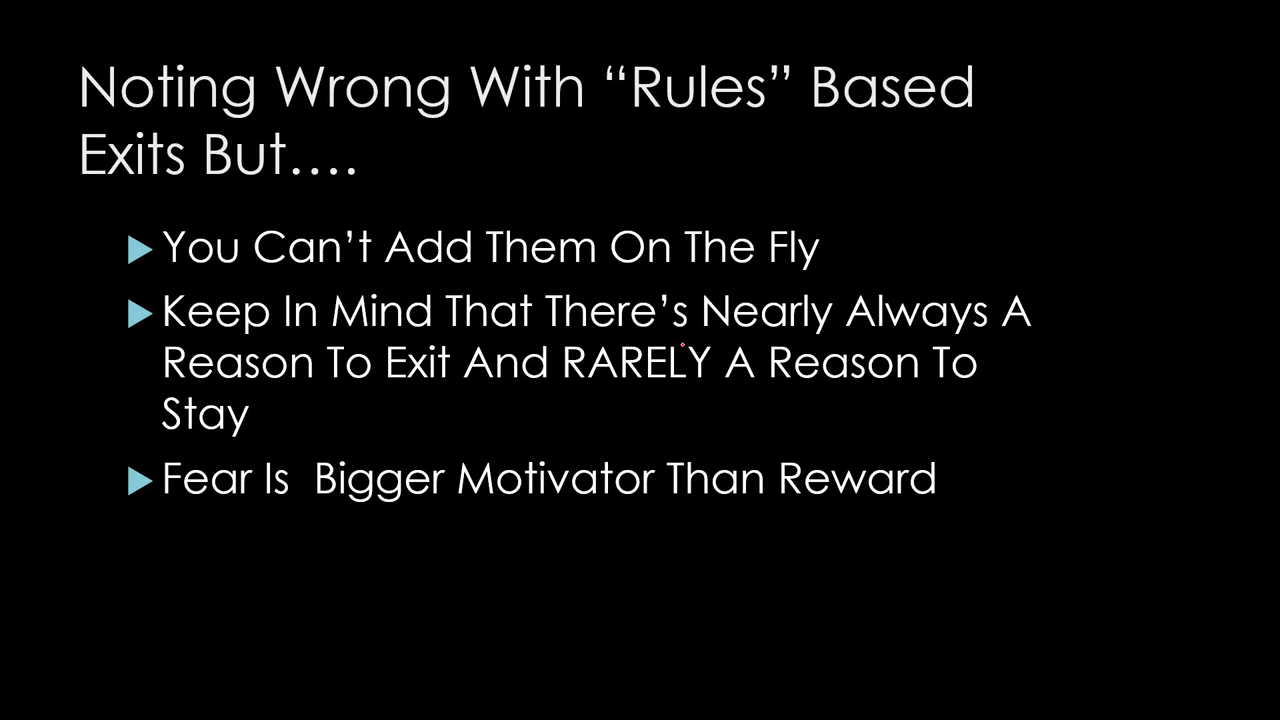 Noting Wrong With “Rules” Based
Exits But….
You Can’t Add Them On The Fly
Keep In Mind That There’s Nearly Always A
Reason To Exit And RARELY A Reason To
Stay
Fear Is  Bigger Motivator Than Reward